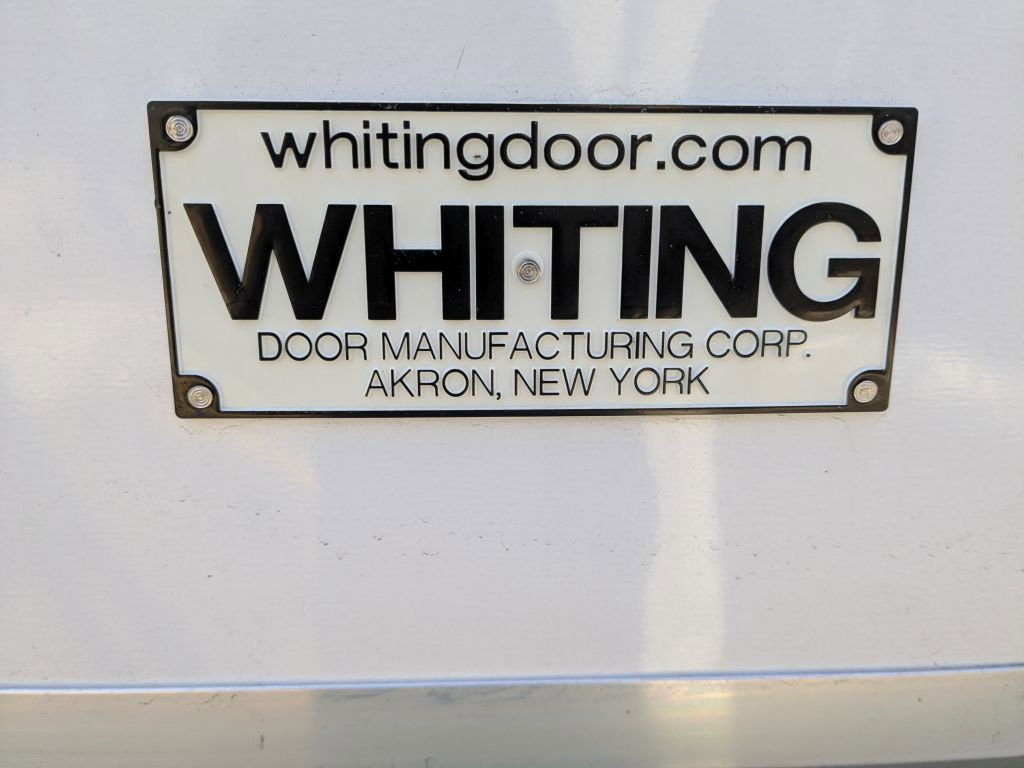 whitingdoor.com
WHITING
DOOR MANUFACTURING CORP.
AKRON, NEW YORK